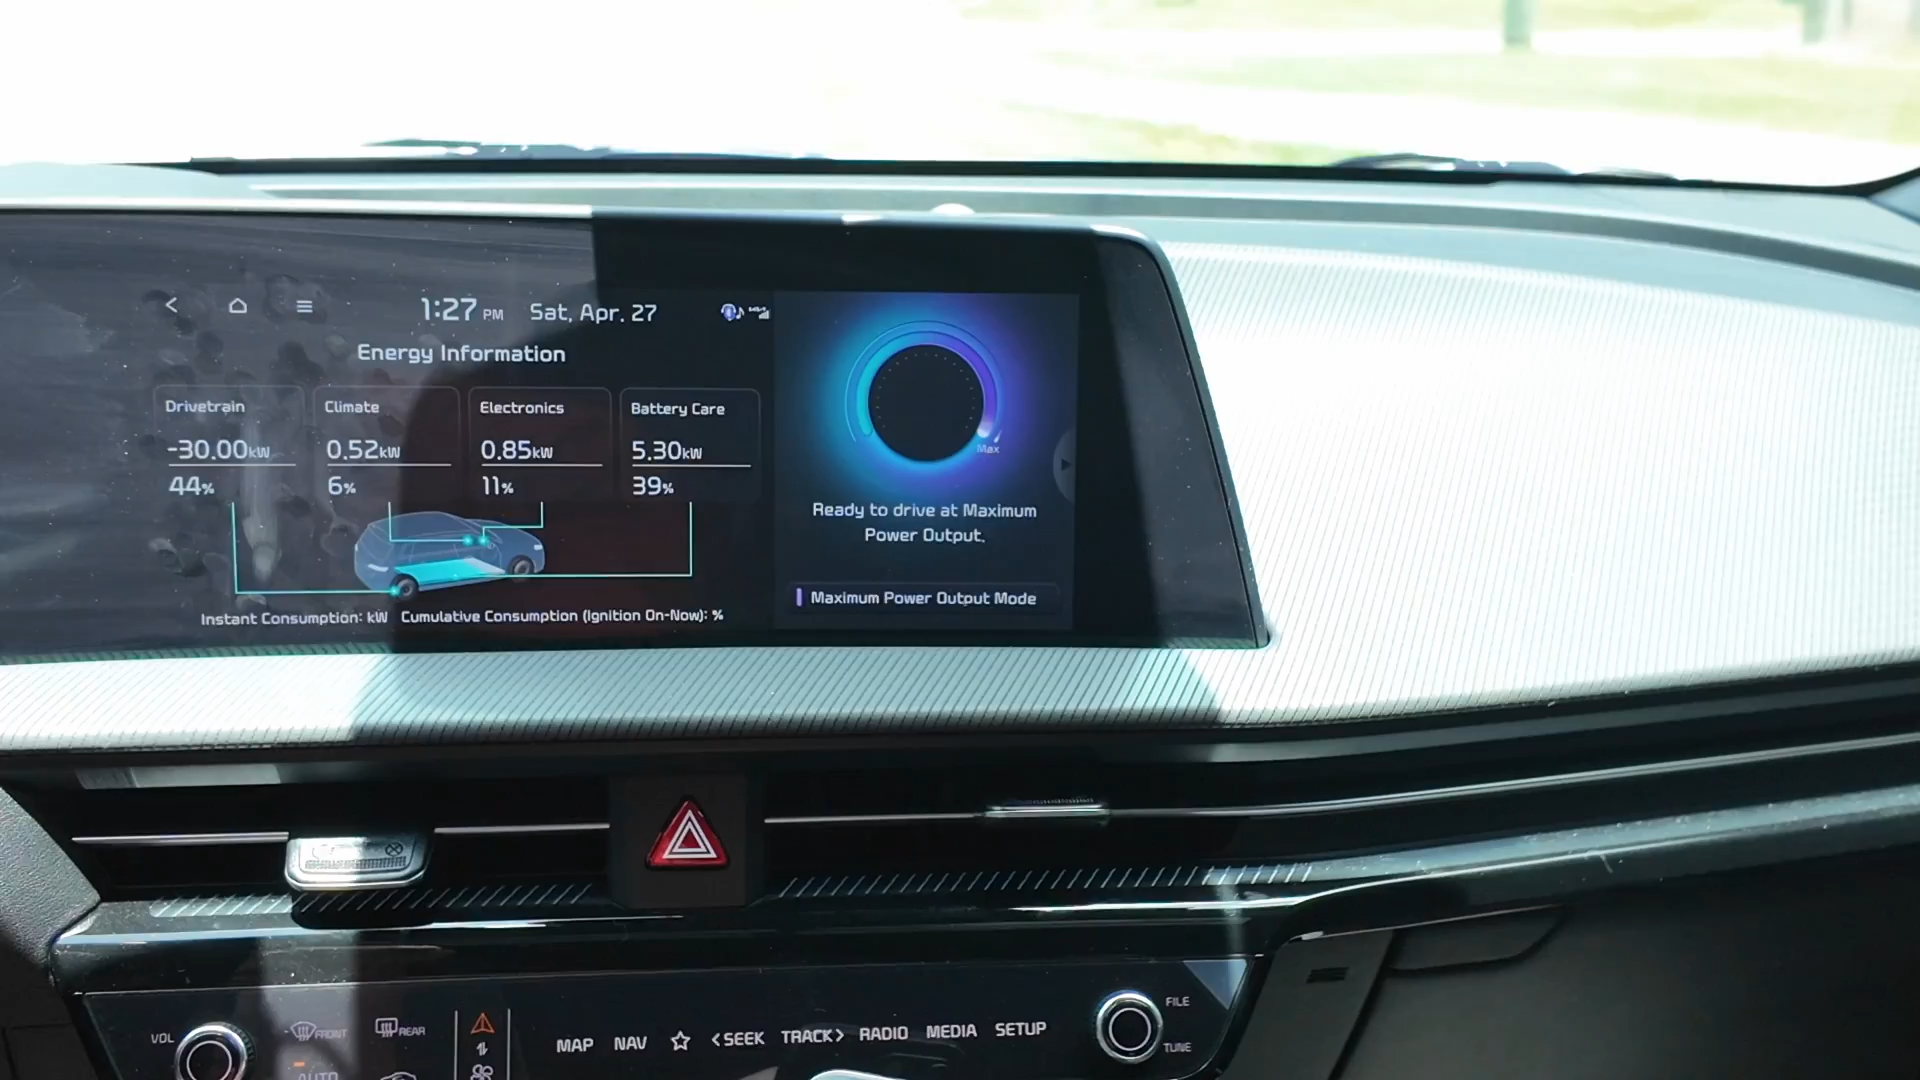 1:27 PM Sat, Apr. 27
Energy Information
Drivetrain
-30.00kW
44%
Climate
0.52kW
6%
Electronics
0.85kW
11%
Battery Care
5.30kW
39%
Instant Consumption: kW Cumulative Consumption (Ignition On-Now): %
Max
Ready to drive at Maximum
Power Output.
Maximum Power Output Mode
VOL
FRONT
REAR
AUTO
MAP NAV <SEEK TRACK> RADIO MEDIA SETUP
FILE
TUNE